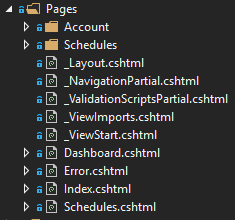 Pages
Account
Schedules
_Layout.cshtml
_NavigationPartial.cshtml
_ValidationScriptsPartial.cshtml
_ViewImports.cshtml
_ViewStart.cshtml
Dashboard.cshtml
Error.cshtml
Index.cshtml
Schedules.cshtml